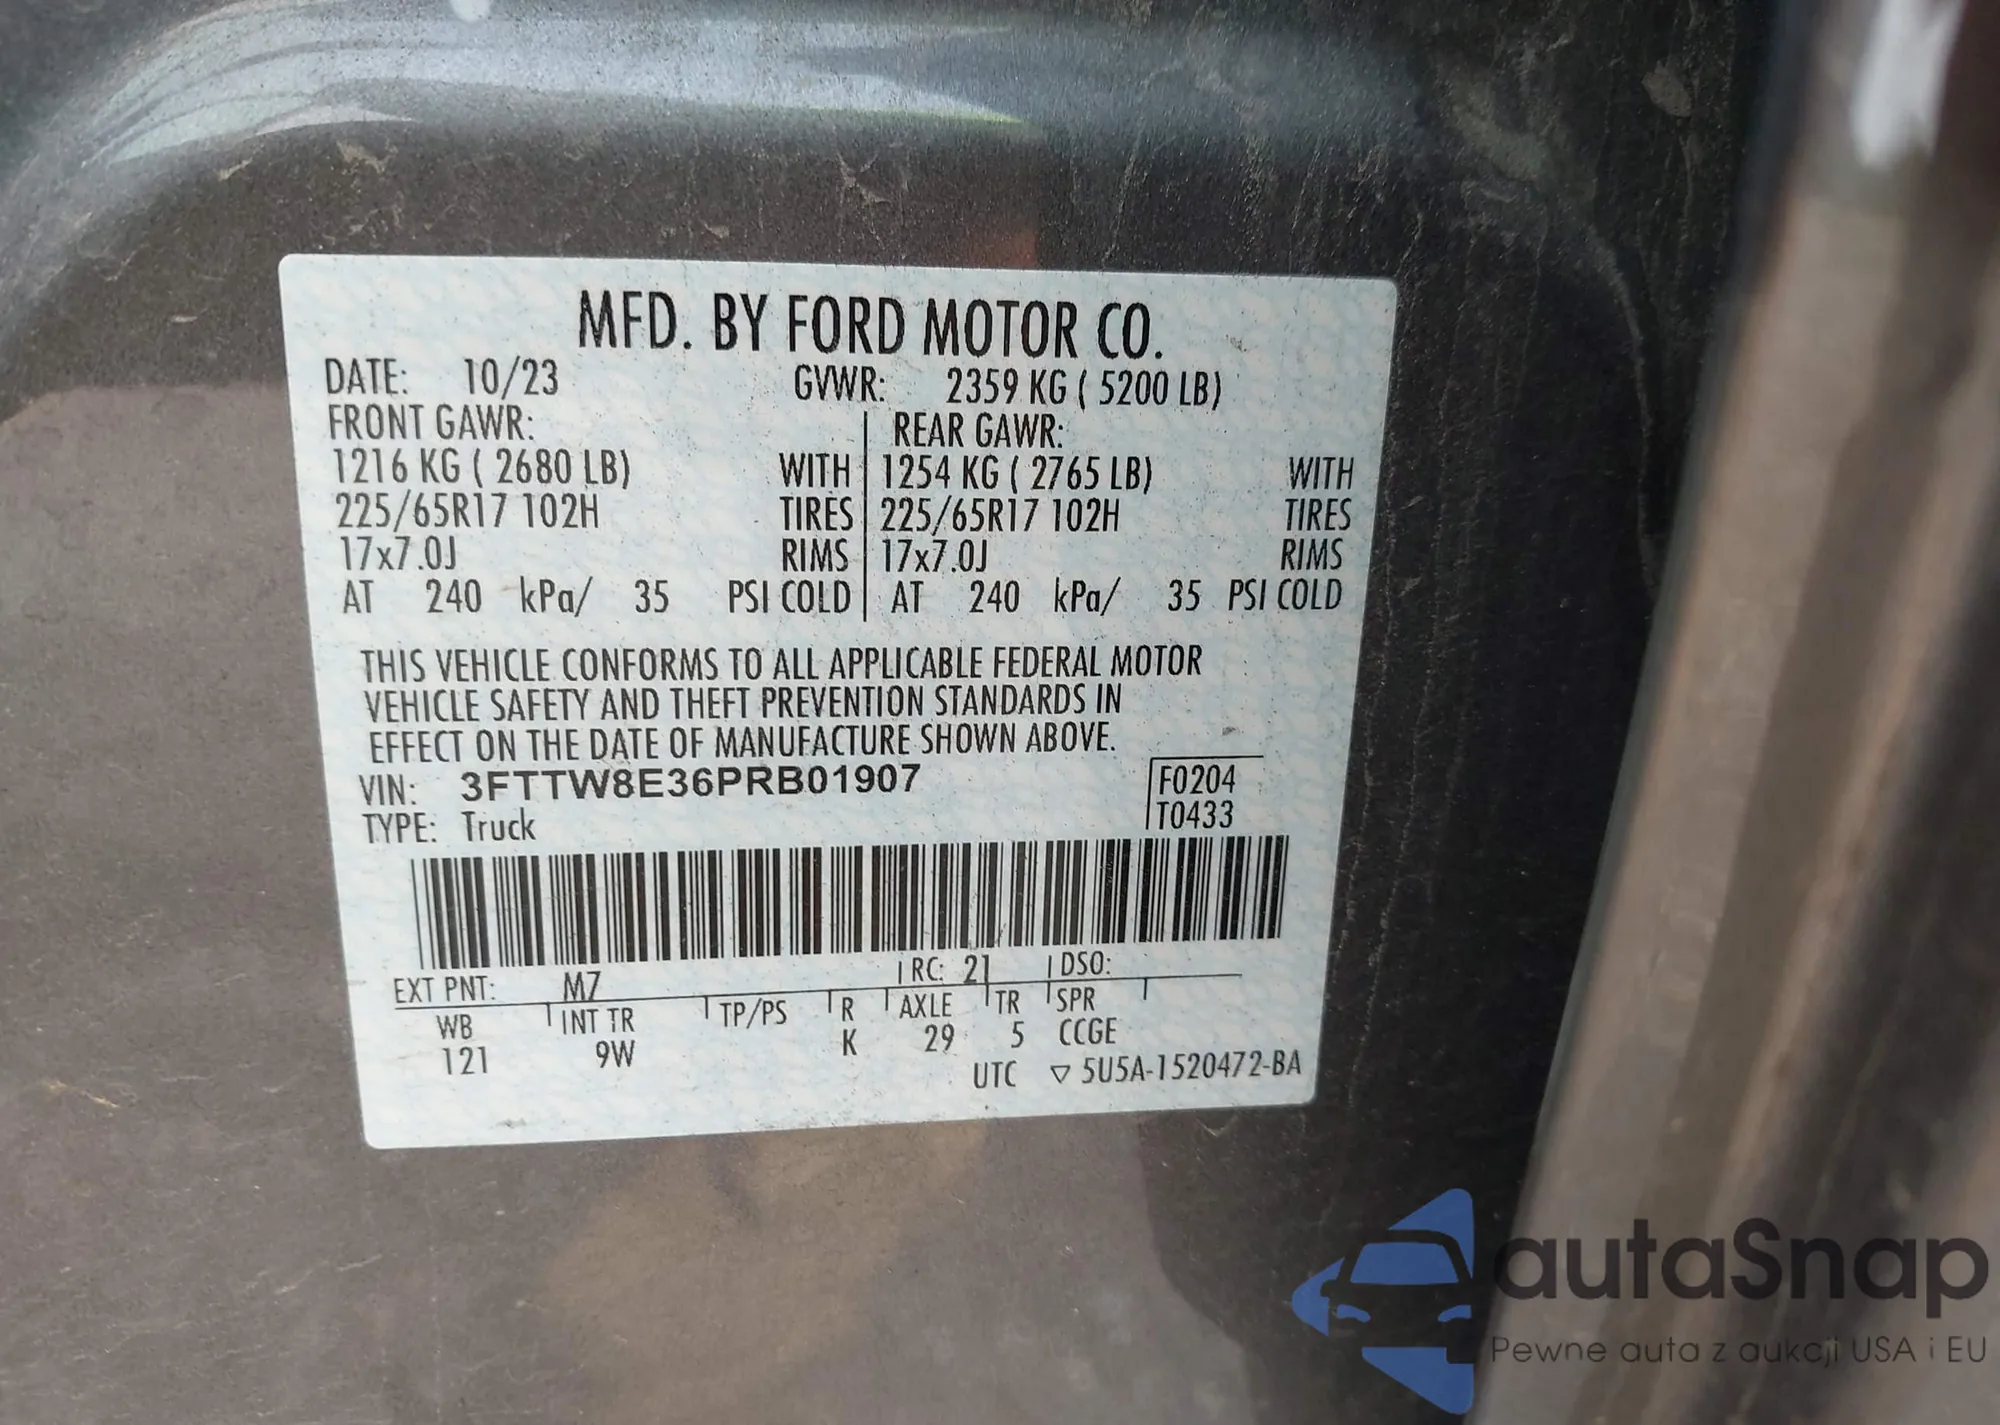 MFD. BY FORD MOTOR CO.
DATE: 10/23 GVWR: 2359 KG ( 5200 LB)
FRONT GAWR: REAR GAWR:
1216 KG ( 2680 LB) WITH 1254 KG ( 2765 LB) WITH
225/65R17 102H TIRES 225/65R17 102H TIRES
17x7.0J RIMS 17x7.0J RIMS
AT 240 kPa/ 35 PSI COLD AT 240 kPa/ 35 PSI COLD
THIS VEHICLE CONFORMS TO ALL APPLICABLE FEDERAL MOTOR
VEHICLE SAFETY AND THEFT PREVENTION STANDARDS IN
EFFECT ON THE DATE OF MANUFACTURE SHOWN ABOVE.
VIN: 3FTTW8E36PRB01907 F0204
TYPE: Truck T0433
EXT PNT: M7 RC: 21 DSO:
WB INT TR TP/PS R AXLE TR SPR
121 9W K 29 5 CCGE
UTC ▽ 5U5A-1520472-BA
autaSnap
Pewne auta z aukcji USA i EU